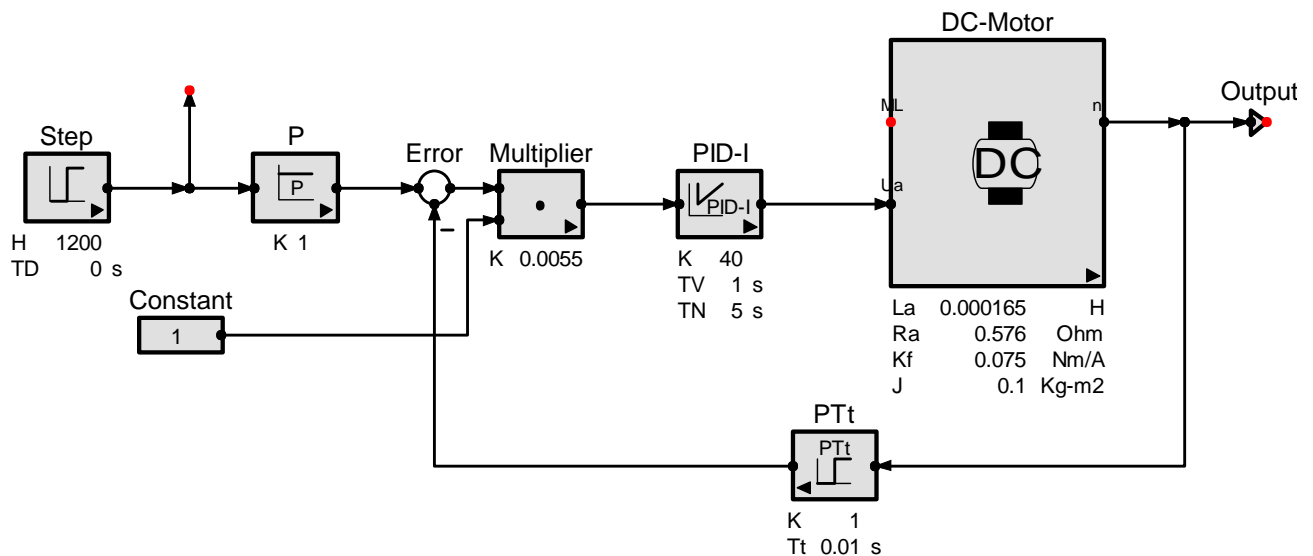 DC-Motor
Output
ML
n
Step
P
Error
Multiplier
PID-I
DC
P
PID-I
Ua
H 1200
TD 0 s
K 1
K 0.0055
K 40
TV 1 s
TN 5 s
Constant
1
La 0.000165 H
Ra 0.576 Ohm
Kf 0.075 Nm/A
J 0.1 Kg-m2
PTt
PTt
K 1
Tt 0.01 s